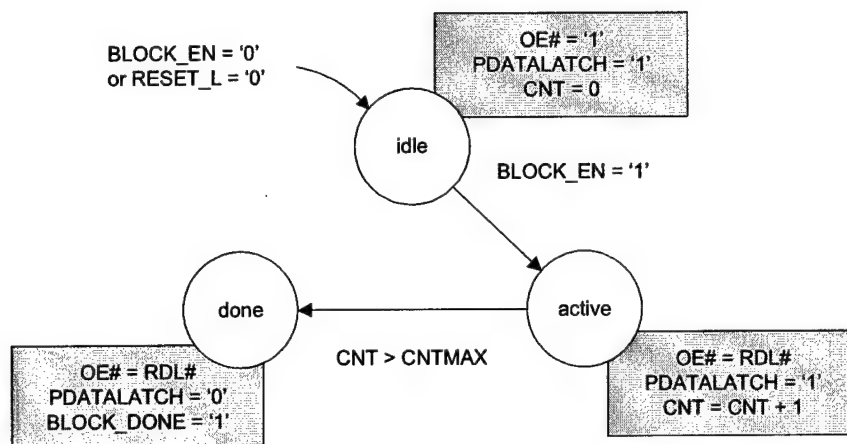 BLOCK_EN = ‘0’
or RESET_L = ‘0’
OE# = ‘1’
PDATALATCH = ‘1’
CNT = 0
idle
BLOCK_EN = ‘1’
done
active
CNT > CNTMAX
OE# = RDL#
PDATALATCH = ‘0’
BLOCK_DONE = ‘1’
OE# = RDL#
PDATALATCH = ‘1’
CNT = CNT + 1